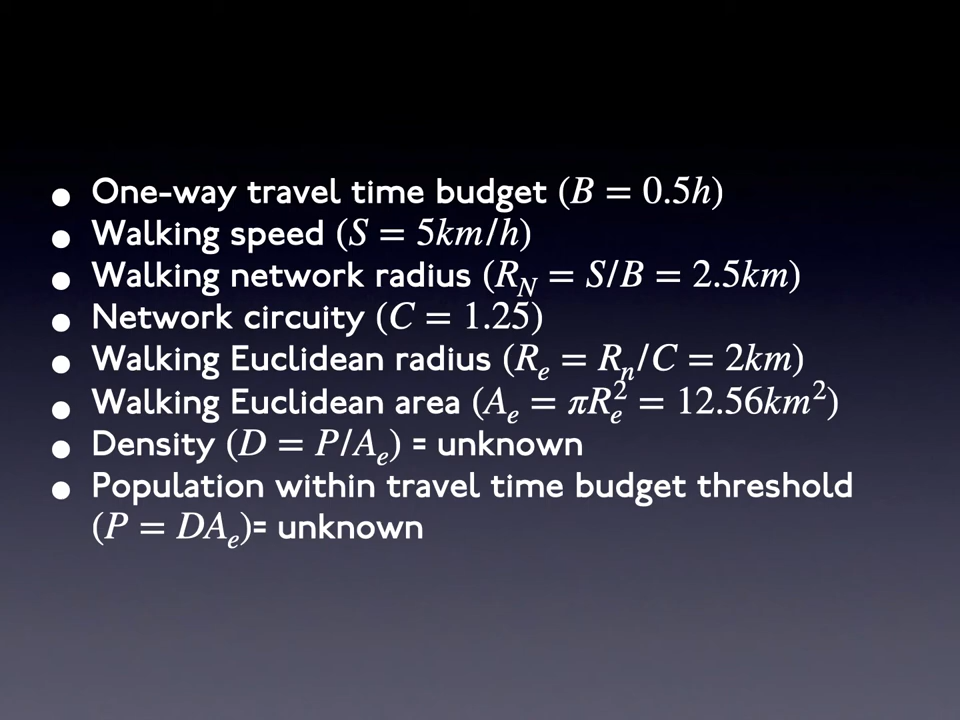 • One-way travel time budget (B = 0.5h)
• Walking speed (S = 5km/h)
• Walking network radius (R_N = S/B = 2.5km)
• Network circuity (C = 1.25)
• Walking Euclidean radius (R_e = R_n/C = 2km)
• Walking Euclidean area (A_e = πR_e^2 = 12.56km^2)
• Density (D = P/A_e) = unknown
• Population within travel time budget threshold
(P = DA_e)= unknown